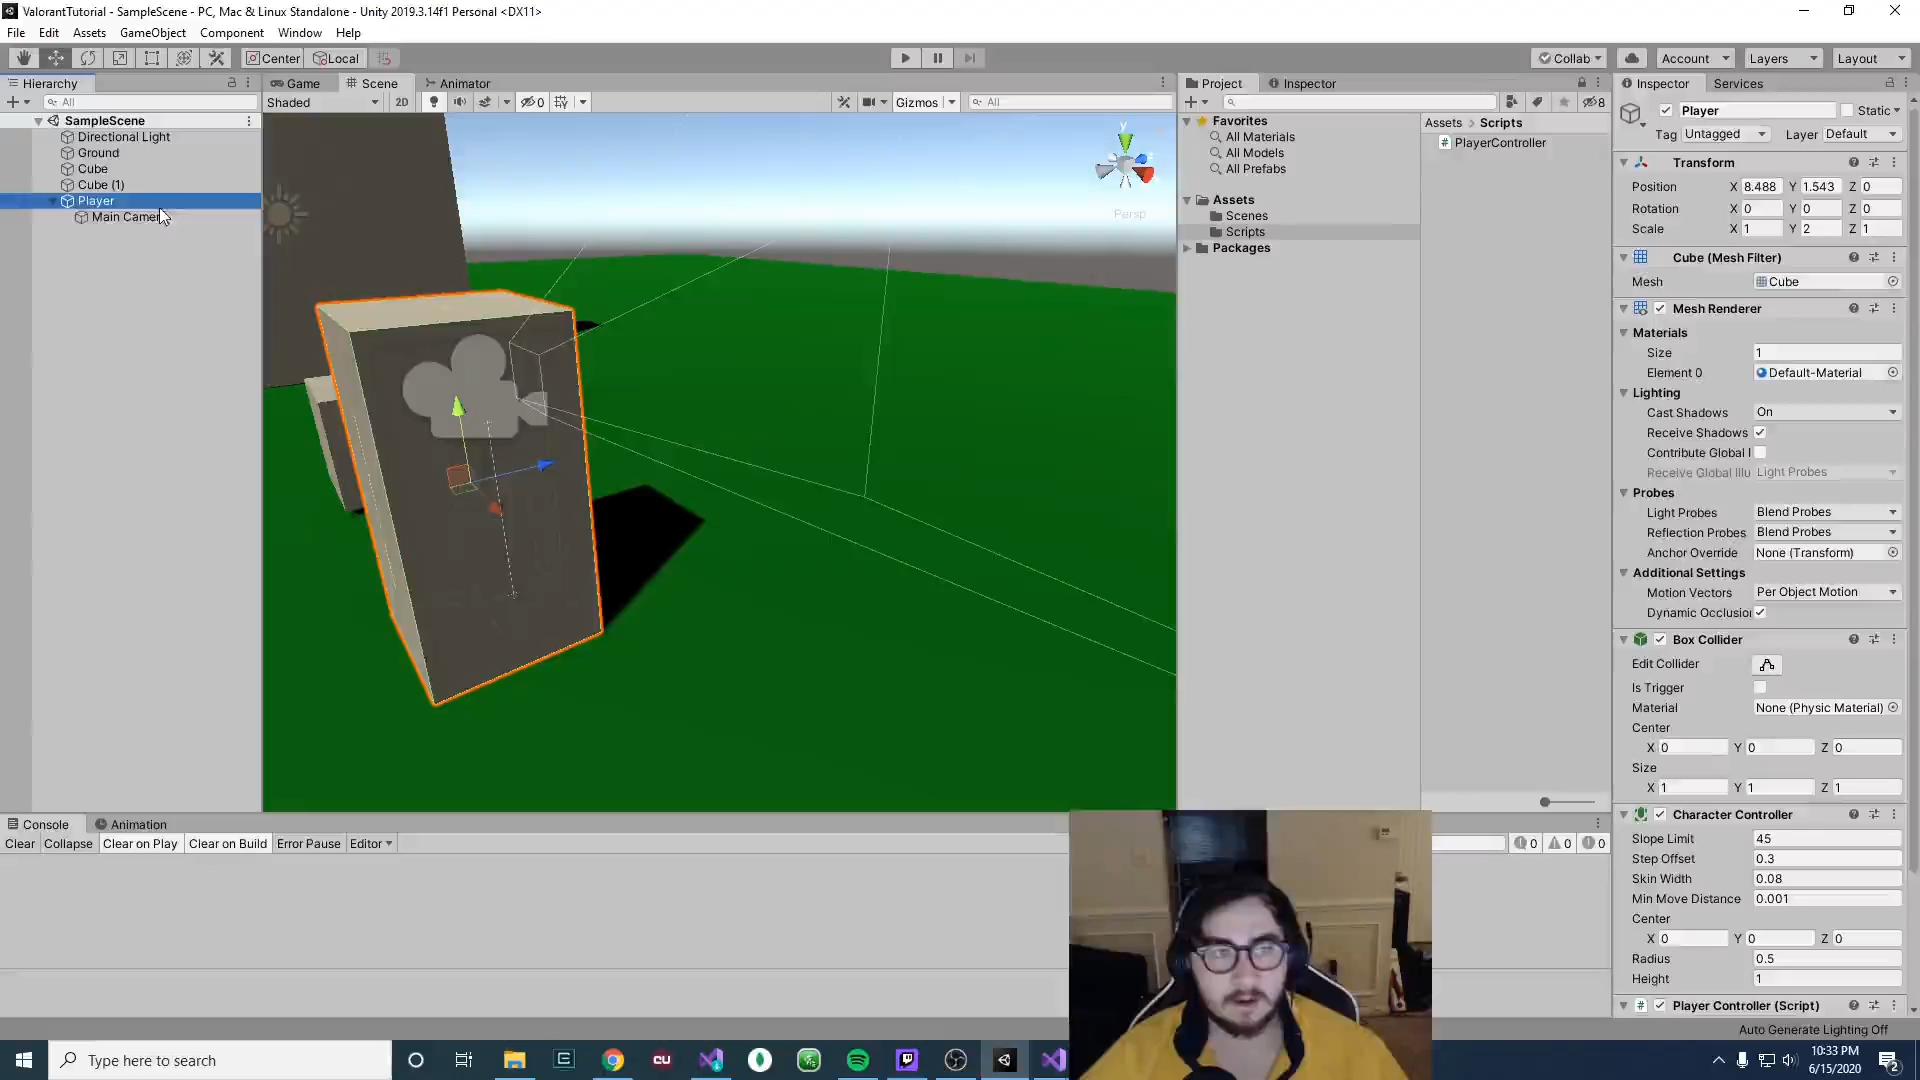 ValorantTutorial - SampleScene - PC, Mac & Linux Standalone - Unity 2019.3.14f1 Personal <DX11>
File Edit Assets GameObject Component Window Help
Center Local Collab Account Layers Layout
Hierarchy
All
SampleScene
Directional Light
Ground
Cube
Cube (1)
Player
Main Camer
Game Scene Animator
Shaded 2D 0 Gizmos All
y
Persp
Project Inspector
8
Favorites
All Materials
All Models
All Prefabs
Assets
Scenes
Scripts
Packages
Assets > Scripts
# PlayerController
Inspector Services
Player Static
Tag Untagged Layer Default
Transform
Position X 8.488 Y 1.543 Z 0
Rotation X 0 Y 0 Z 0
Scale X 1 Y 2 Z 1
Cube (Mesh Filter)
Mesh Cube
Mesh Renderer
Materials
Size 1
Element 0 Default-Material
Lighting
Cast Shadows On
Receive Shadows
Contribute Global I
Receive Global Illu Light Probes
Probes
Light Probes Blend Probes
Reflection Probes Blend Probes
Anchor Override None (Transform)
Additional Settings
Motion Vectors Per Object Motion
Dynamic Occlusion
Box Collider
Edit Collider
Is Trigger
Material None (Physic Material)
Center
X 0 Y 0 Z 0
Size
X 1 Y 1 Z 1
Character Controller
Slope Limit 45
Step Offset 0.3
Skin Width 0.08
Min Move Distance 0.001
Center
X 0 Y 0 Z 0
Radius 0.5
Height 1
# Player Controller (Script)
Console Animation
Clear Collapse Clear on Play Clear on Build Error Pause Editor 0 0 0
Auto Generate Lighting Off
Type here to search
10:33 PM
6/15/2020
2